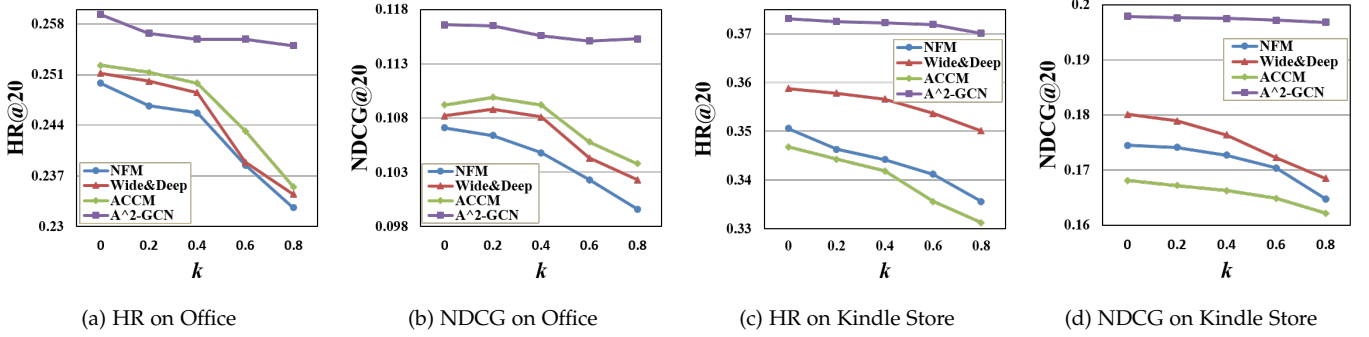 HR@20
0.258
0.251
0.244
0.237
0.23
NFM
Wide&Deep
ACCM
A^2-GCN
0 0.2 0.4 0.6 0.8
k
(a) HR on Office
NDCG@20
0.118
0.113
0.108
0.103
0.098
NFM
Wide&Deep
ACCM
A^2-GCN
0 0.2 0.4 0.6 0.8
k
(b) NDCG on Office
HR@20
0.37
0.36
0.35
0.34
0.33
NFM
Wide&Deep
ACCM
A^2-GCN
0 0.2 0.4 0.6 0.8
k
(c) HR on Kindle Store
NDCG@20
0.2
0.19
0.18
0.17
0.16
NFM
Wide&Deep
ACCM
A^2-GCN
0 0.2 0.4 0.6 0.8
k
(d) NDCG on Kindle Store